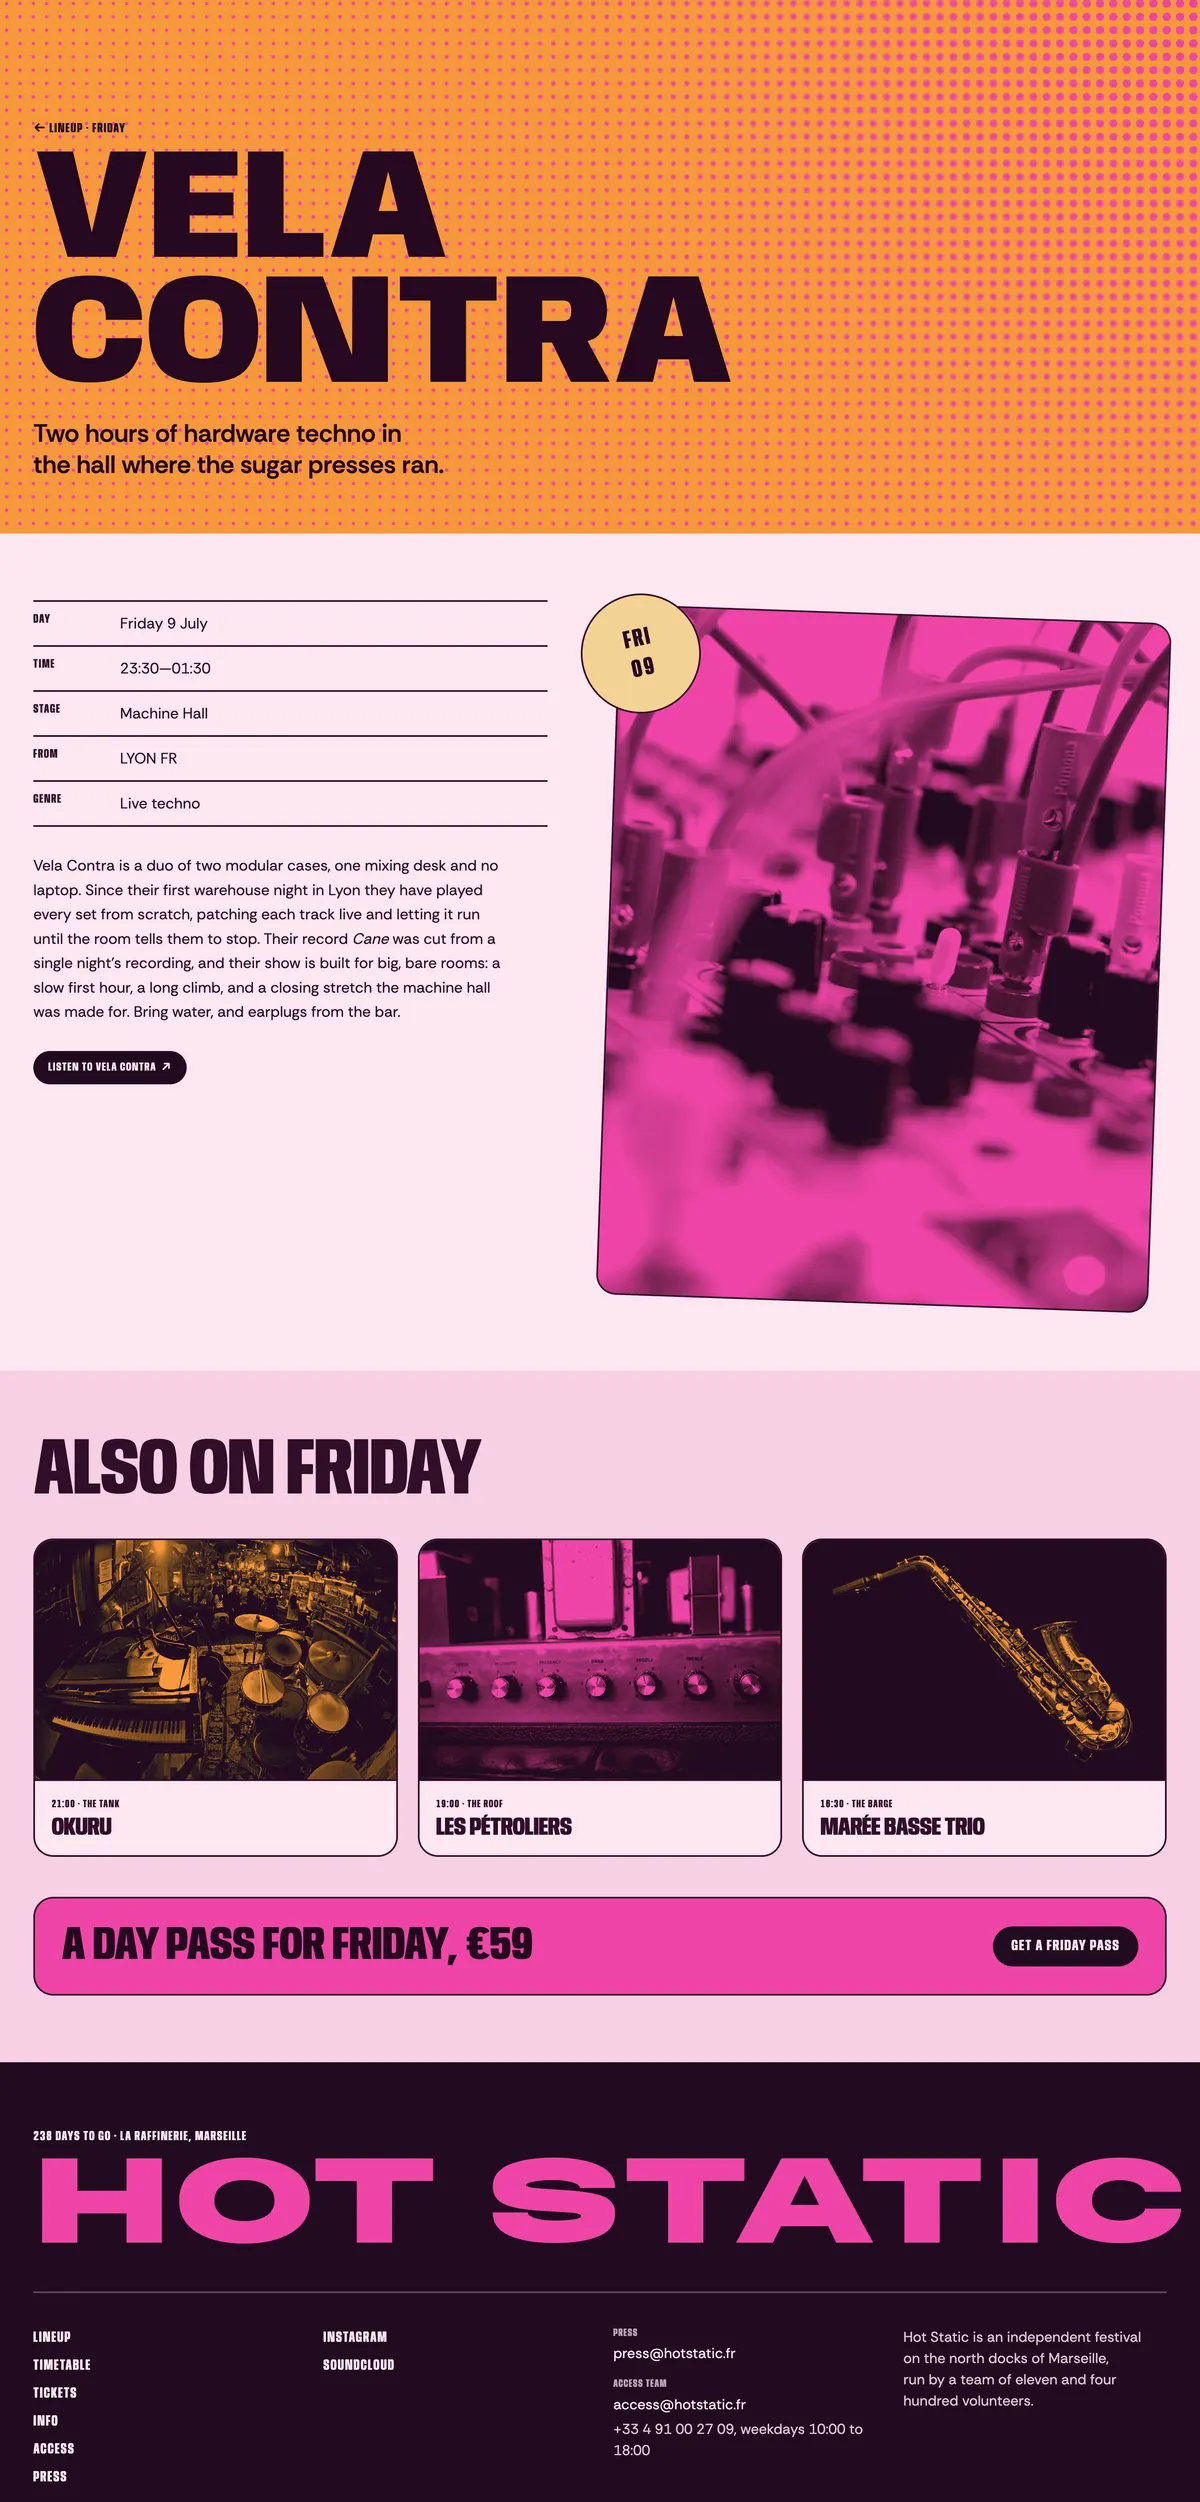 ← LINEUP · FRIDAY
VELA
CONTRA
Two hours of hardware techno in
the hall where the sugar presses ran.
DAY Friday 9 July
TIME 23:30—01:30
STAGE Machine Hall
FROM LYON FR
GENRE Live techno
Vela Contra is a duo of two modular cases, one mixing desk and no
laptop. Since their first warehouse night in Lyon they have played
every set from scratch, patching each track live and letting it run
until the room tells them to stop. Their record Cane was cut from a
single night's recording, and their show is built for big, bare rooms: a
slow first hour, a long climb, and a closing stretch the machine hall
was made for. Bring water, and earplugs from the bar.
LISTEN TO VELA CONTRA ↗
FRI
09
Pomona
ALSO ON FRIDAY
21:00 · THE TANK
OKURU
19:00 · THE ROOF
LES PÉTROLIERS
16:30 · THE BARGE
MARÉE BASSE TRIO
A DAY PASS FOR FRIDAY, €59
GET A FRIDAY PASS
238 DAYS TO GO · LA RAFFINERIE, MARSEILLE
HOT STATIC
LINEUP
TIMETABLE
TICKETS
INFO
ACCESS
PRESS
INSTAGRAM
SOUNDCLOUD
PRESS
press@hotstatic.fr
ACCESS TEAM
access@hotstatic.fr
+33 4 91 00 27 09, weekdays 10:00 to
18:00
Hot Static is an independent festival
on the north docks of Marseille,
run by a team of eleven and four
hundred volunteers.